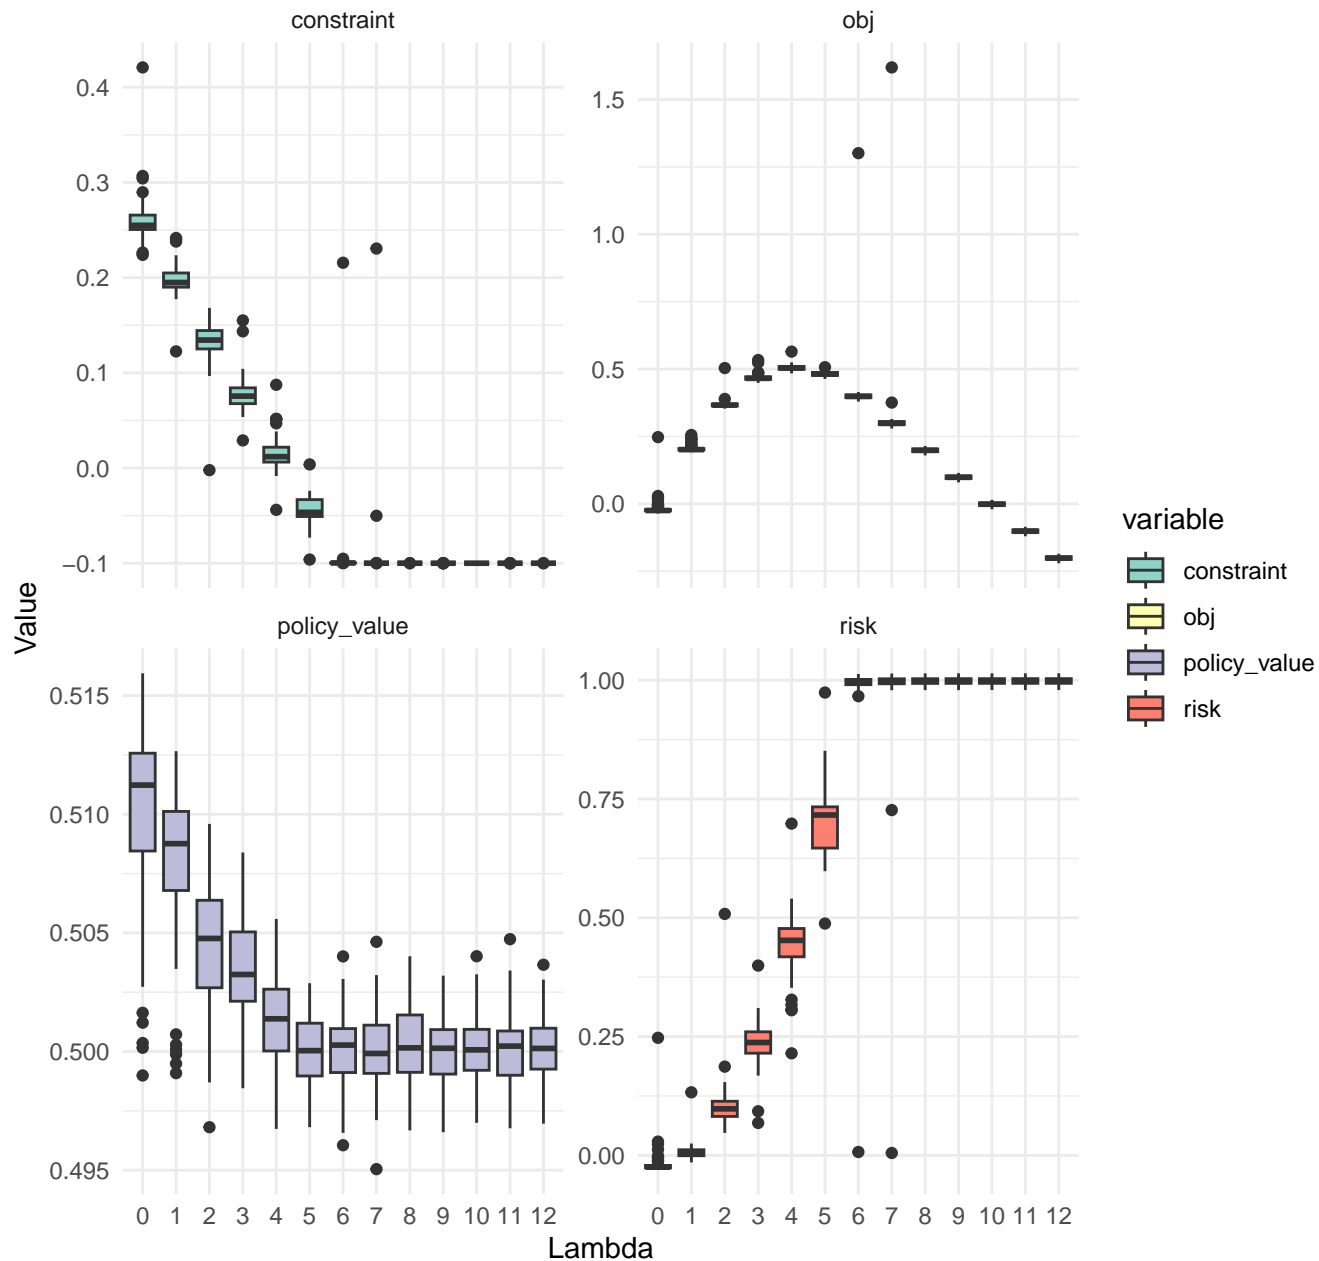 constraint
obj
0.4
0.3
0.2
0.1
0.0
−0.1
1.5
1.0
0.5
0.0
policy_value
risk
0.515
0.510
0.505
0.500
0.495
1.00
0.75
0.50
0.25
0.00
0 1 2 3 4 5 6 7 8 9 10 11 12
0 1 2 3 4 5 6 7 8 9 10 11 12
Lambda
Value
variable
constraint
obj
policy_value
risk